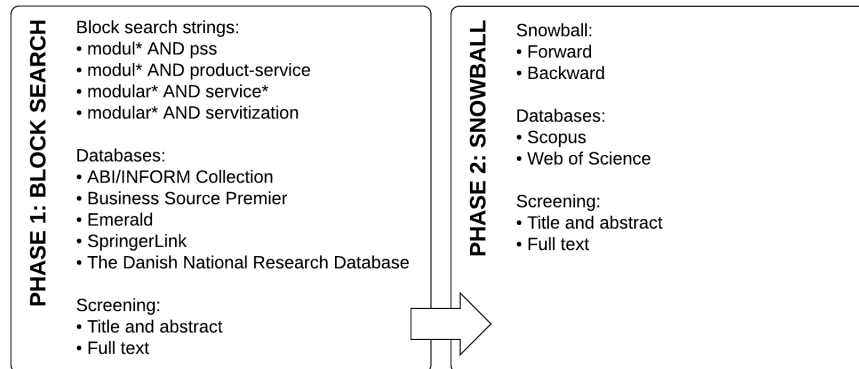 PHASE 1: BLOCK SEARCH
Block search strings:
• modul* AND pss
• modul* AND product-service
• modular* AND service*
• modular* AND servitization
Databases:
• ABI/INFORM Collection
• Business Source Premier
• Emerald
• SpringerLink
• The Danish National Research Database
Screening:
• Title and abstract
• Full text
PHASE 2: SNOWBALL
Snowball:
• Forward
• Backward
Databases:
• Scopus
• Web of Science
Screening:
• Title and abstract
• Full text